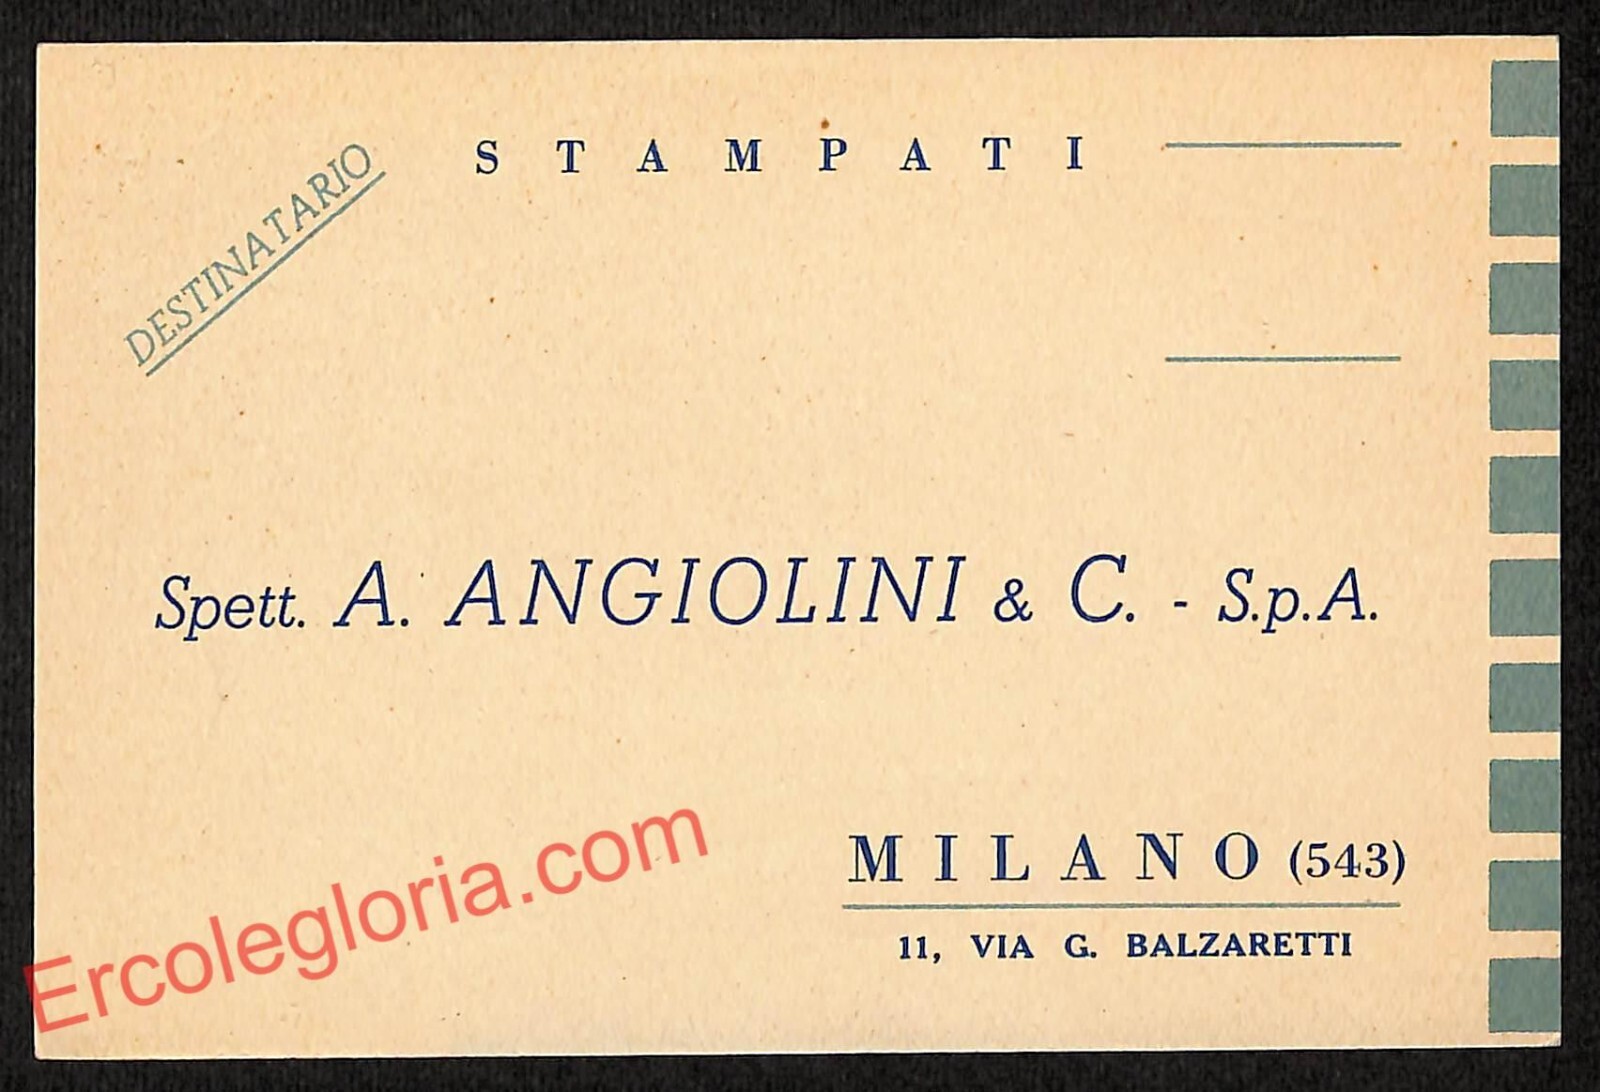 STAMPATI
DESTINATARIO
Spett. A. ANGIOLINI & C. - S.p.A.
MILANO (543)
11, VIA G. BALZARETTI
Ercolegloria.com